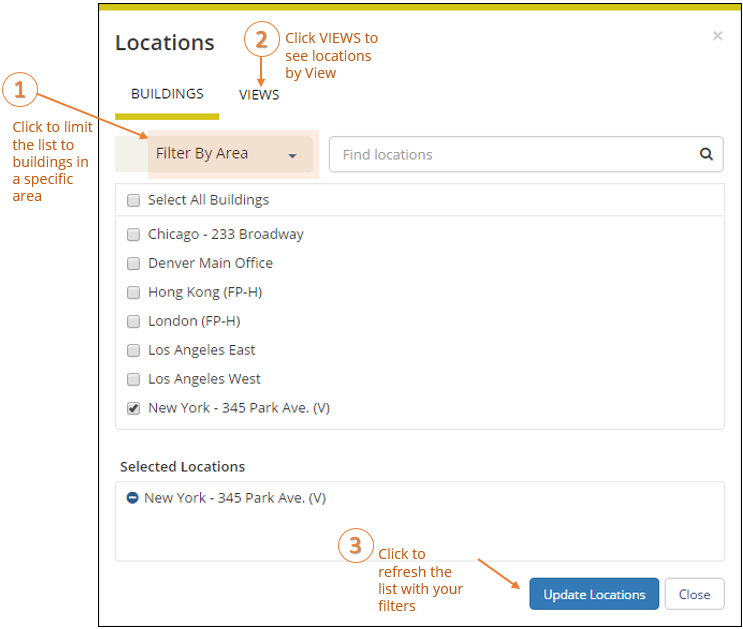 Locations
×
2
Click VIEWS to
see locations
by View
BUILDINGS
VIEWS
1
Click to limit
the list to
buildings in
a specific
area
Filter By Area
Find locations
Select All Buildings
Chicago - 233 Broadway
Denver Main Office
Hong Kong (FP-H)
London (FP-H)
Los Angeles East
Los Angeles West
New York - 345 Park Ave. (V)
Selected Locations
New York - 345 Park Ave. (V)
3
Click to
refresh the
list with your
filters
Update Locations
Close